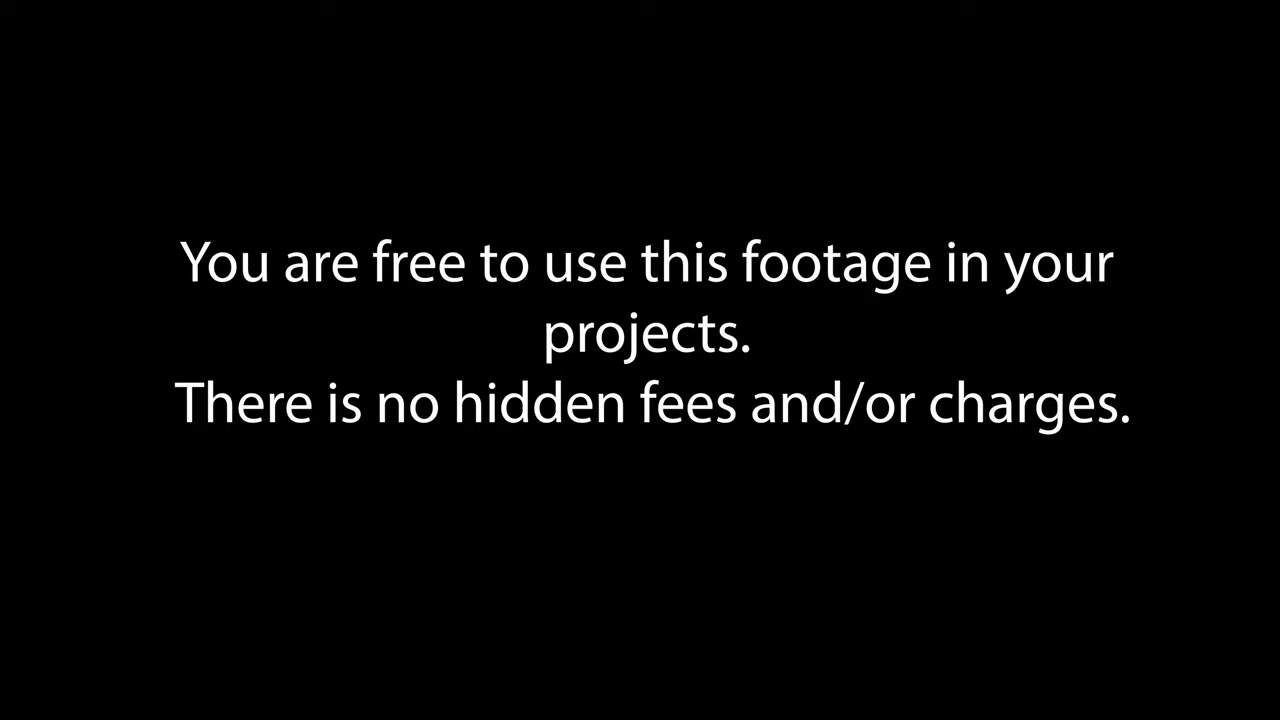 You are free to use this footage in your
projects.
There is no hidden fees and/or charges.